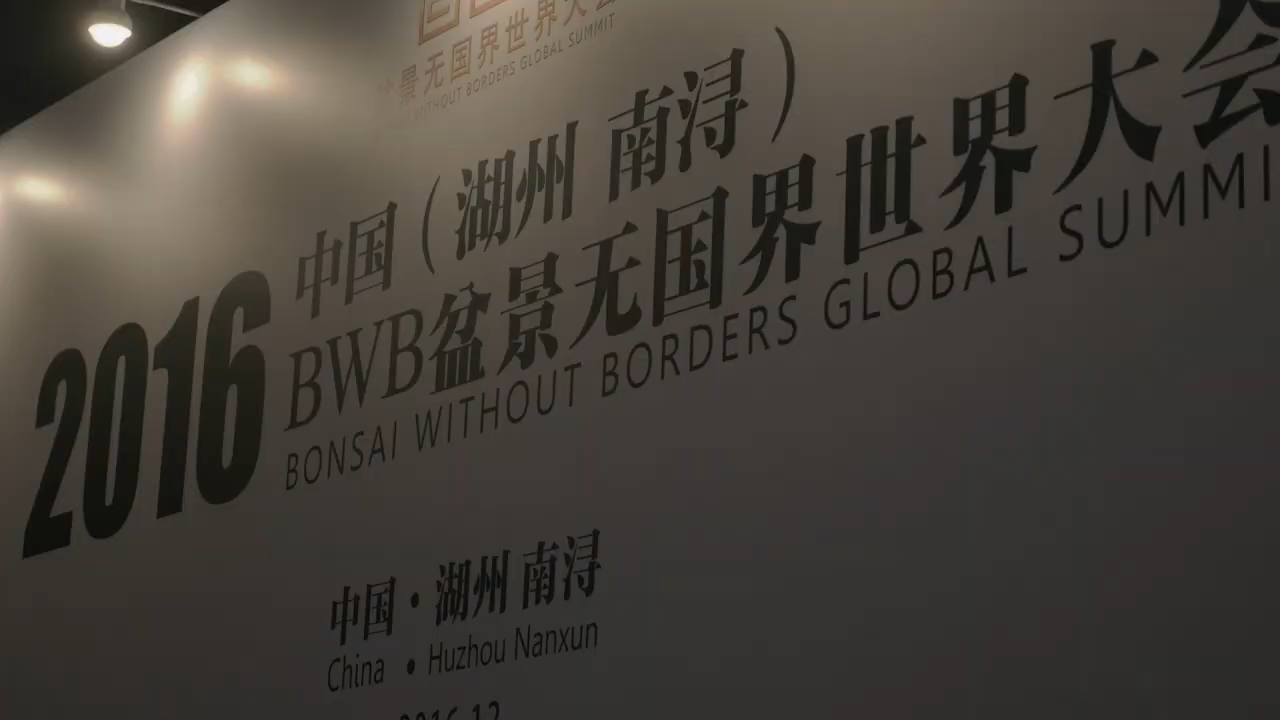 景无国界世界大会
WITHOUT BORDERS GLOBAL SUMMIT
中国（湖州 南浔）
2016
BWB盆景无国界世界大会
BONSAI WITHOUT BORDERS GLOBAL SUMMI
中国·湖州 南浔
China • Huzhou Nanxun
2016.12